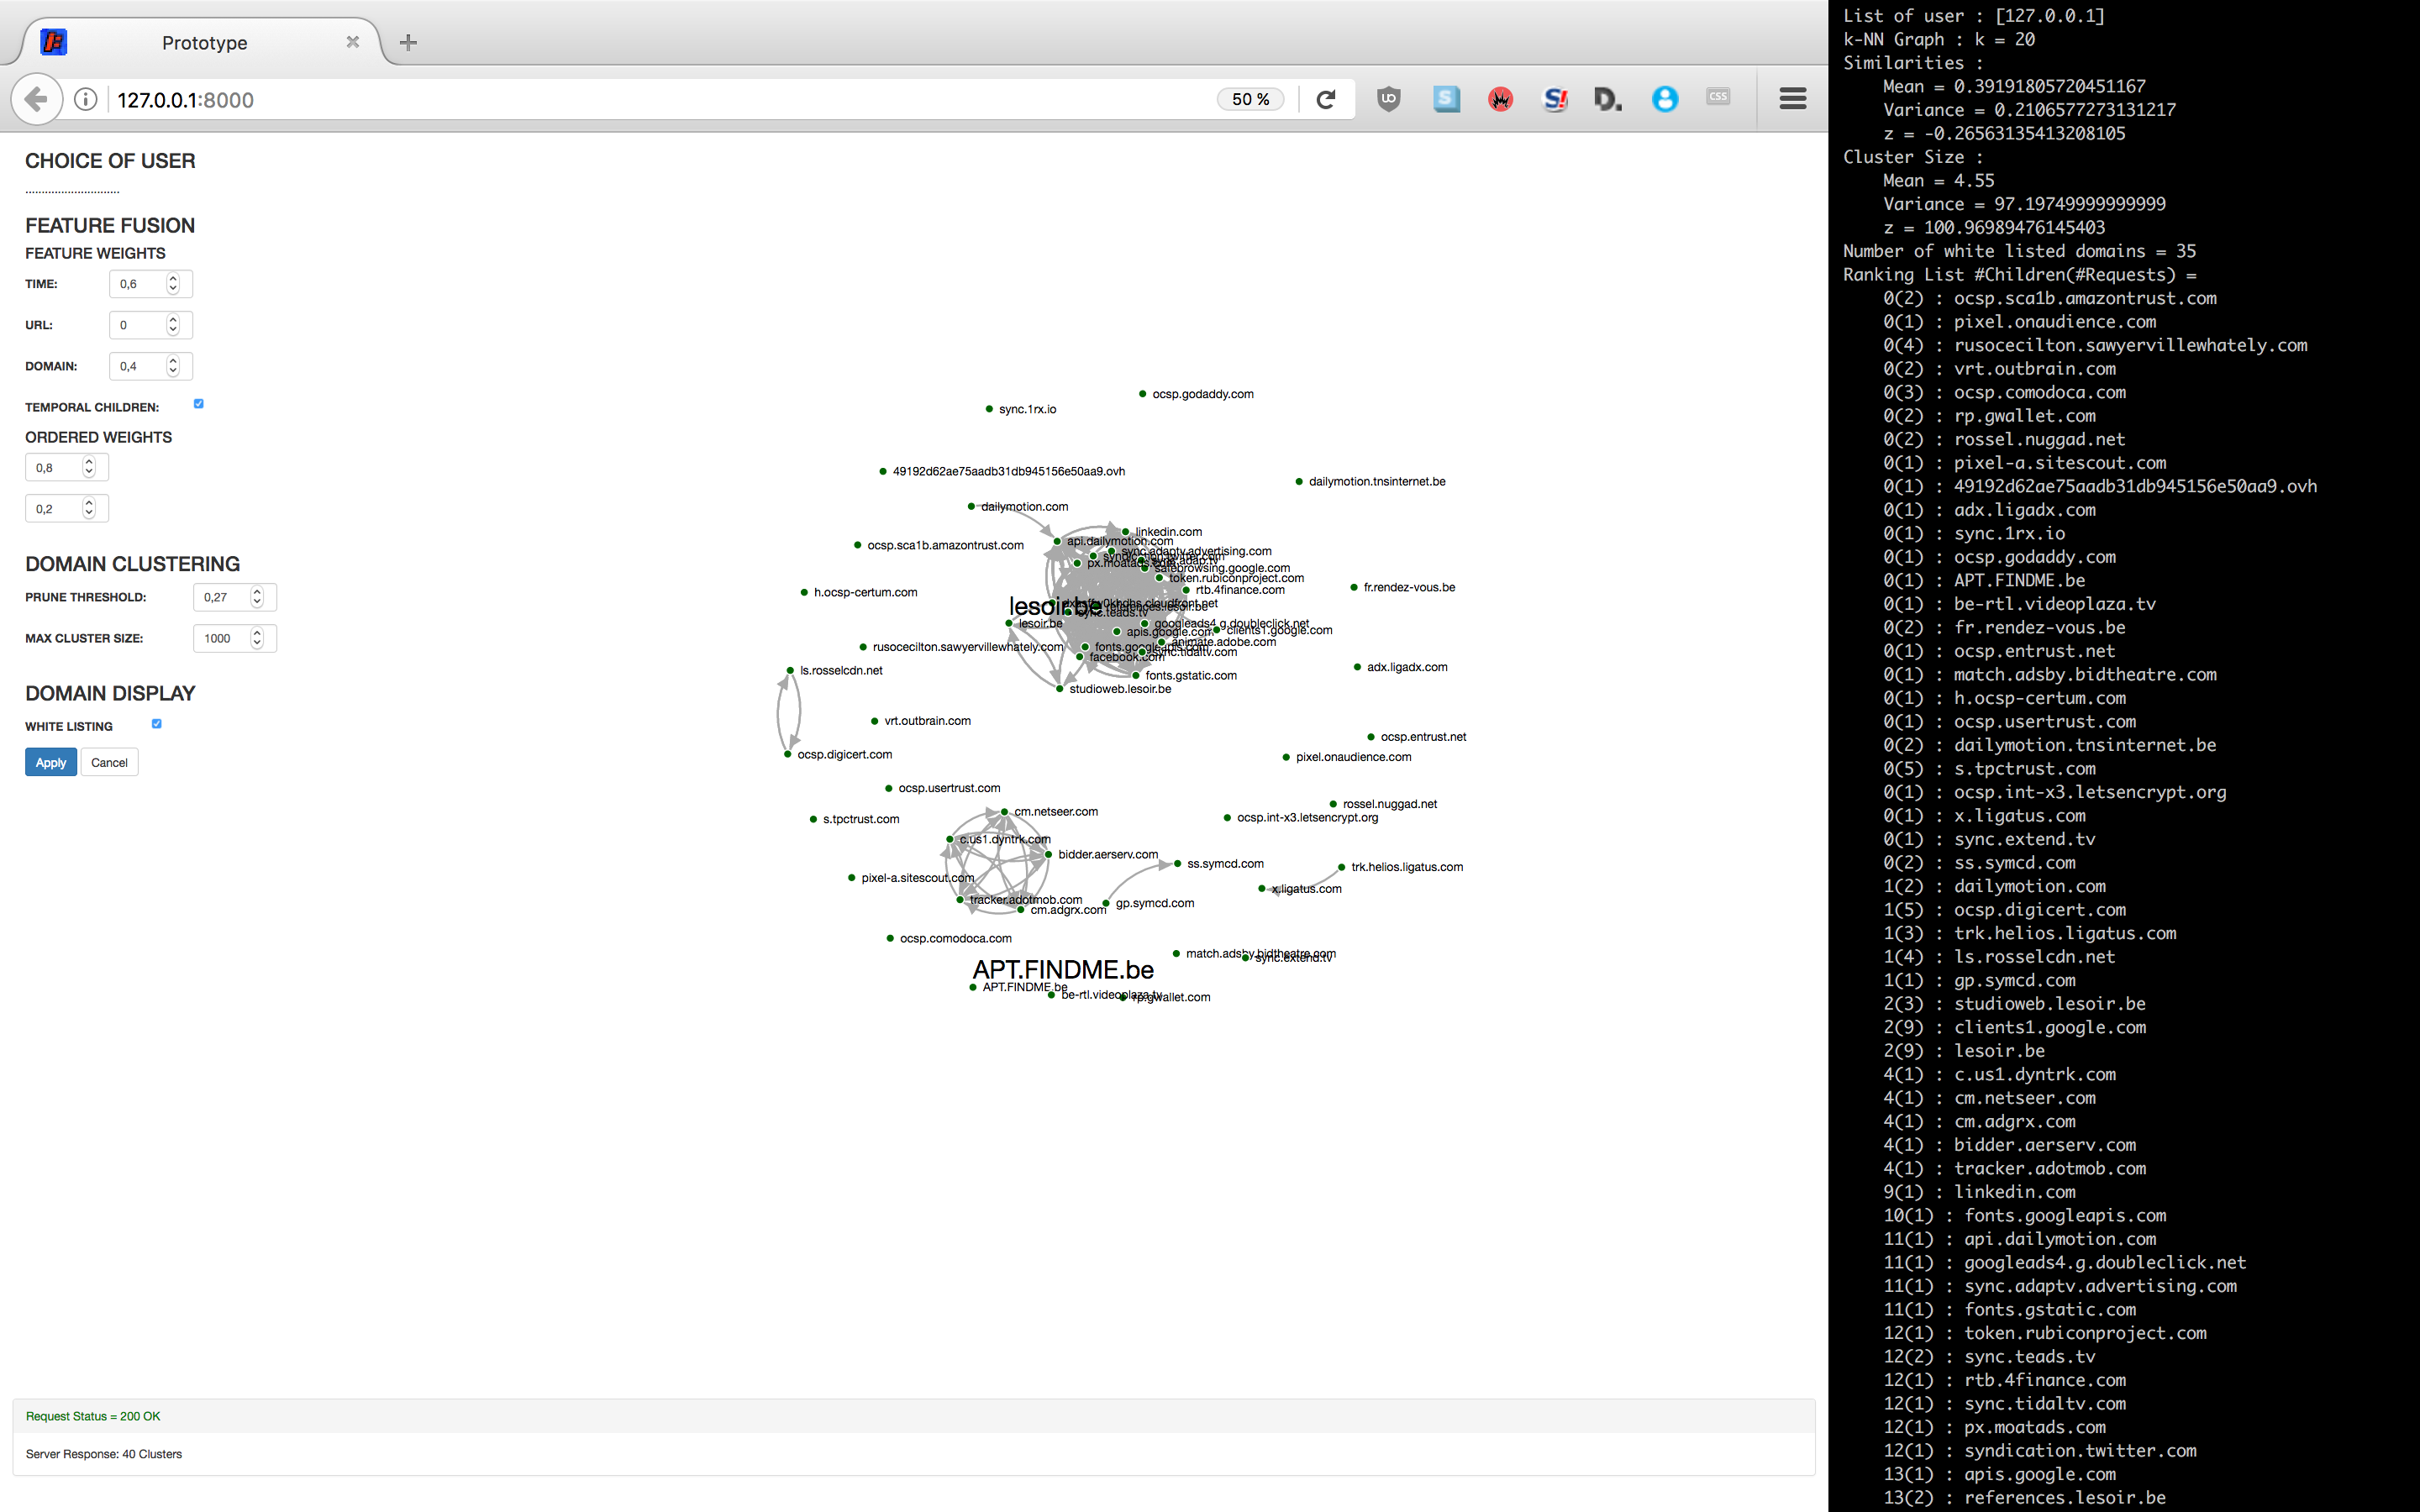 Prototype
127.0.0.1:8000
50 %
CSS
CHOICE OF USER
.............................
FEATURE FUSION
FEATURE WEIGHTS
TIME: 0,6
URL: 0
DOMAIN: 0,4
TEMPORAL CHILDREN:
ORDERED WEIGHTS
0,8
0,2
DOMAIN CLUSTERING
PRUNE THRESHOLD: 0,27
MAX CLUSTER SIZE: 1000
DOMAIN DISPLAY
WHITE LISTING
Apply Cancel
ocsp.godaddy.com
sync.1rx.io
49192d62ae75aadb31db945156e50aa9.ovh
dailymotion.tnsinternet.be
dailymotion.com
linkedin.com
api.dailymotion.com
ocsp.sca1b.amazontrust.com
sync.adaptv.advertising.com
syndication.twitter.com
px.moatads.com
safebrowsing.google.com
token.rubiconproject.com
fr.rendez-vous.be
rtb.4finance.com
h.ocsp-certum.com
lesoir.be
references.lesoir.be
sync.teads.tv
lesoir.be
googleads4.g.doubleclick.net
apis.google.com
clients1.google.com
animate.adobe.com
rusocecilton.sawyervillewhately.com
fonts.googleapis.com
sync.tidaltv.com
facebook.com
adx.ligadx.com
ls.rosselcdn.net
fonts.gstatic.com
studioweb.lesoir.be
vrt.outbrain.com
ocsp.entrust.net
ocsp.digicert.com
pixel.onaudience.com
ocsp.usertrust.com
rossel.nuggad.net
cm.netseer.com
s.tpctrust.com
ocsp.int-x3.letsencrypt.org
c.us1.dyntrk.com
bidder.aerserv.com
ss.symcd.com
trk.helios.ligatus.com
pixel-a.sitescout.com
x.ligatus.com
tracker.adotmob.com
gp.symcd.com
cm.adgrx.com
ocsp.comodoca.com
match.adsby.bidtheatre.com
sync.extend.tv
APT.FINDME.be
APT.FINDME.be
be-rtl.videoplaza.tv
rp.gwallet.com
Request Status = 200 OK
Server Response: 40 Clusters
List of user : [127.0.0.1]
k-NN Graph : k = 20
Similarities :
Mean = 0.39191805720451167
Variance = 0.2106577273131217
z = -0.26563135413208105
Cluster Size :
Mean = 4.55
Variance = 97.19749999999999
z = 100.96989476145403
Number of white listed domains = 35
Ranking List #Children(#Requests) =
0(2) : ocsp.sca1b.amazontrust.com
0(1) : pixel.onaudience.com
0(4) : rusocecilton.sawyervillewhately.com
0(2) : vrt.outbrain.com
0(3) : ocsp.comodoca.com
0(2) : rp.gwallet.com
0(2) : rossel.nuggad.net
0(1) : pixel-a.sitescout.com
0(1) : 49192d62ae75aadb31db945156e50aa9.ovh
0(1) : adx.ligadx.com
0(1) : sync.1rx.io
0(1) : ocsp.godaddy.com
0(1) : APT.FINDME.be
0(1) : be-rtl.videoplaza.tv
0(2) : fr.rendez-vous.be
0(1) : ocsp.entrust.net
0(1) : match.adsby.bidtheatre.com
0(1) : h.ocsp-certum.com
0(1) : ocsp.usertrust.com
0(2) : dailymotion.tnsinternet.be
0(5) : s.tpctrust.com
0(1) : ocsp.int-x3.letsencrypt.org
0(1) : x.ligatus.com
0(1) : sync.extend.tv
0(2) : ss.symcd.com
1(2) : dailymotion.com
1(5) : ocsp.digicert.com
1(3) : trk.helios.ligatus.com
1(4) : ls.rosselcdn.net
1(1) : gp.symcd.com
2(3) : studioweb.lesoir.be
2(9) : clients1.google.com
2(9) : lesoir.be
4(1) : c.us1.dyntrk.com
4(1) : cm.netseer.com
4(1) : cm.adgrx.com
4(1) : bidder.aerserv.com
4(1) : tracker.adotmob.com
9(1) : linkedin.com
10(1) : fonts.googleapis.com
11(1) : api.dailymotion.com
11(1) : googleads4.g.doubleclick.net
11(1) : sync.adaptv.advertising.com
11(1) : fonts.gstatic.com
12(1) : token.rubiconproject.com
12(2) : sync.teads.tv
12(1) : rtb.4finance.com
12(1) : sync.tidaltv.com
12(1) : px.moatads.com
12(1) : syndication.twitter.com
13(1) : apis.google.com
13(2) : references.lesoir.be